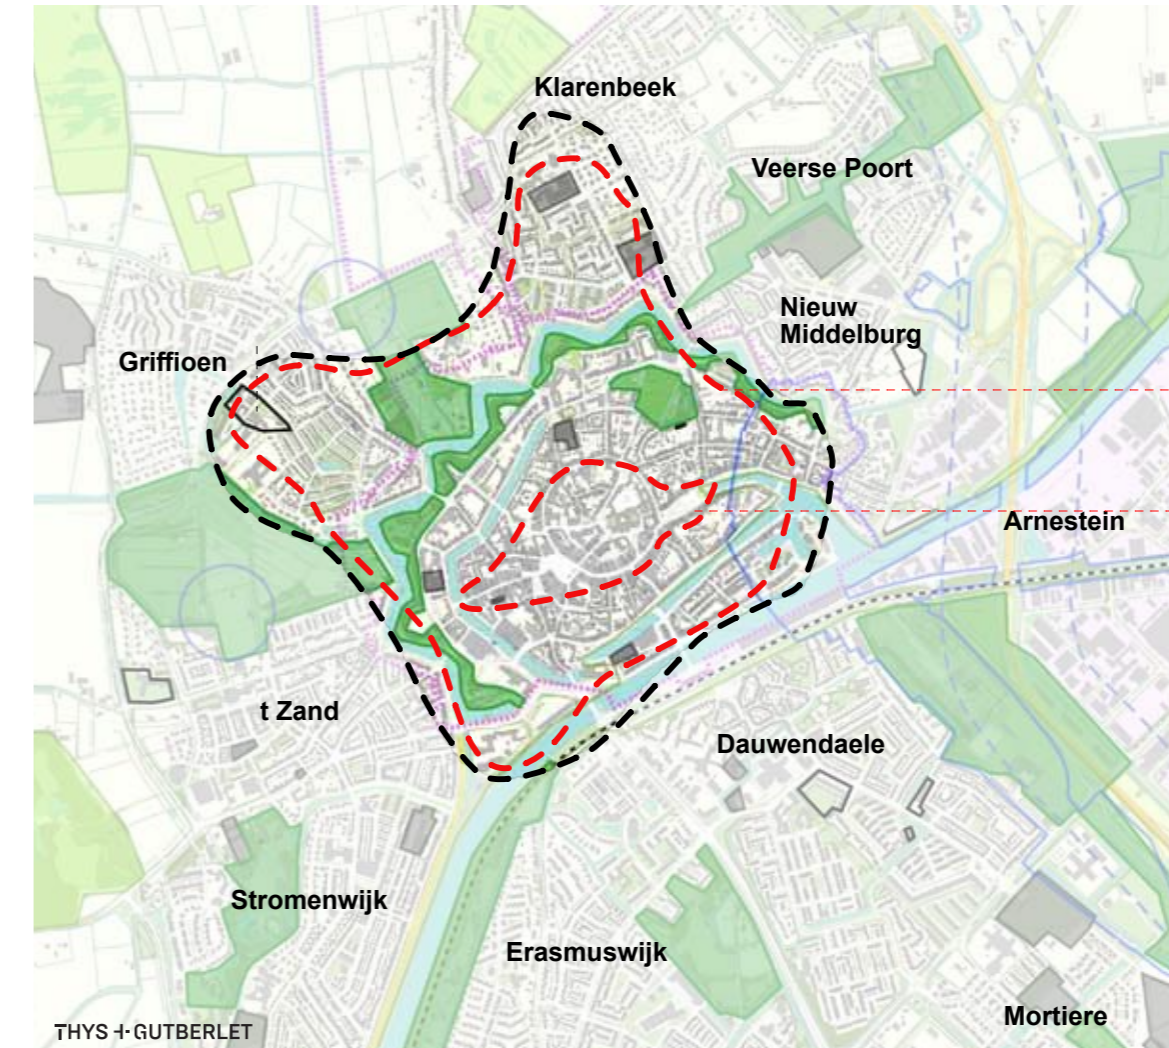 Klarenbeek
Veerse Poort
Nieuw
Middelburg
Griffioen
Arnestein
t Zand
Dauwendaele
Stromenwijk
Erasmuswijk
Mortiere
THYS + GUTBERLET